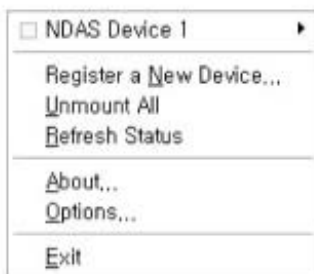 NDAS Device 1
Register a New Device...
Unmount All
Refresh Status
About...
Options...
Exit